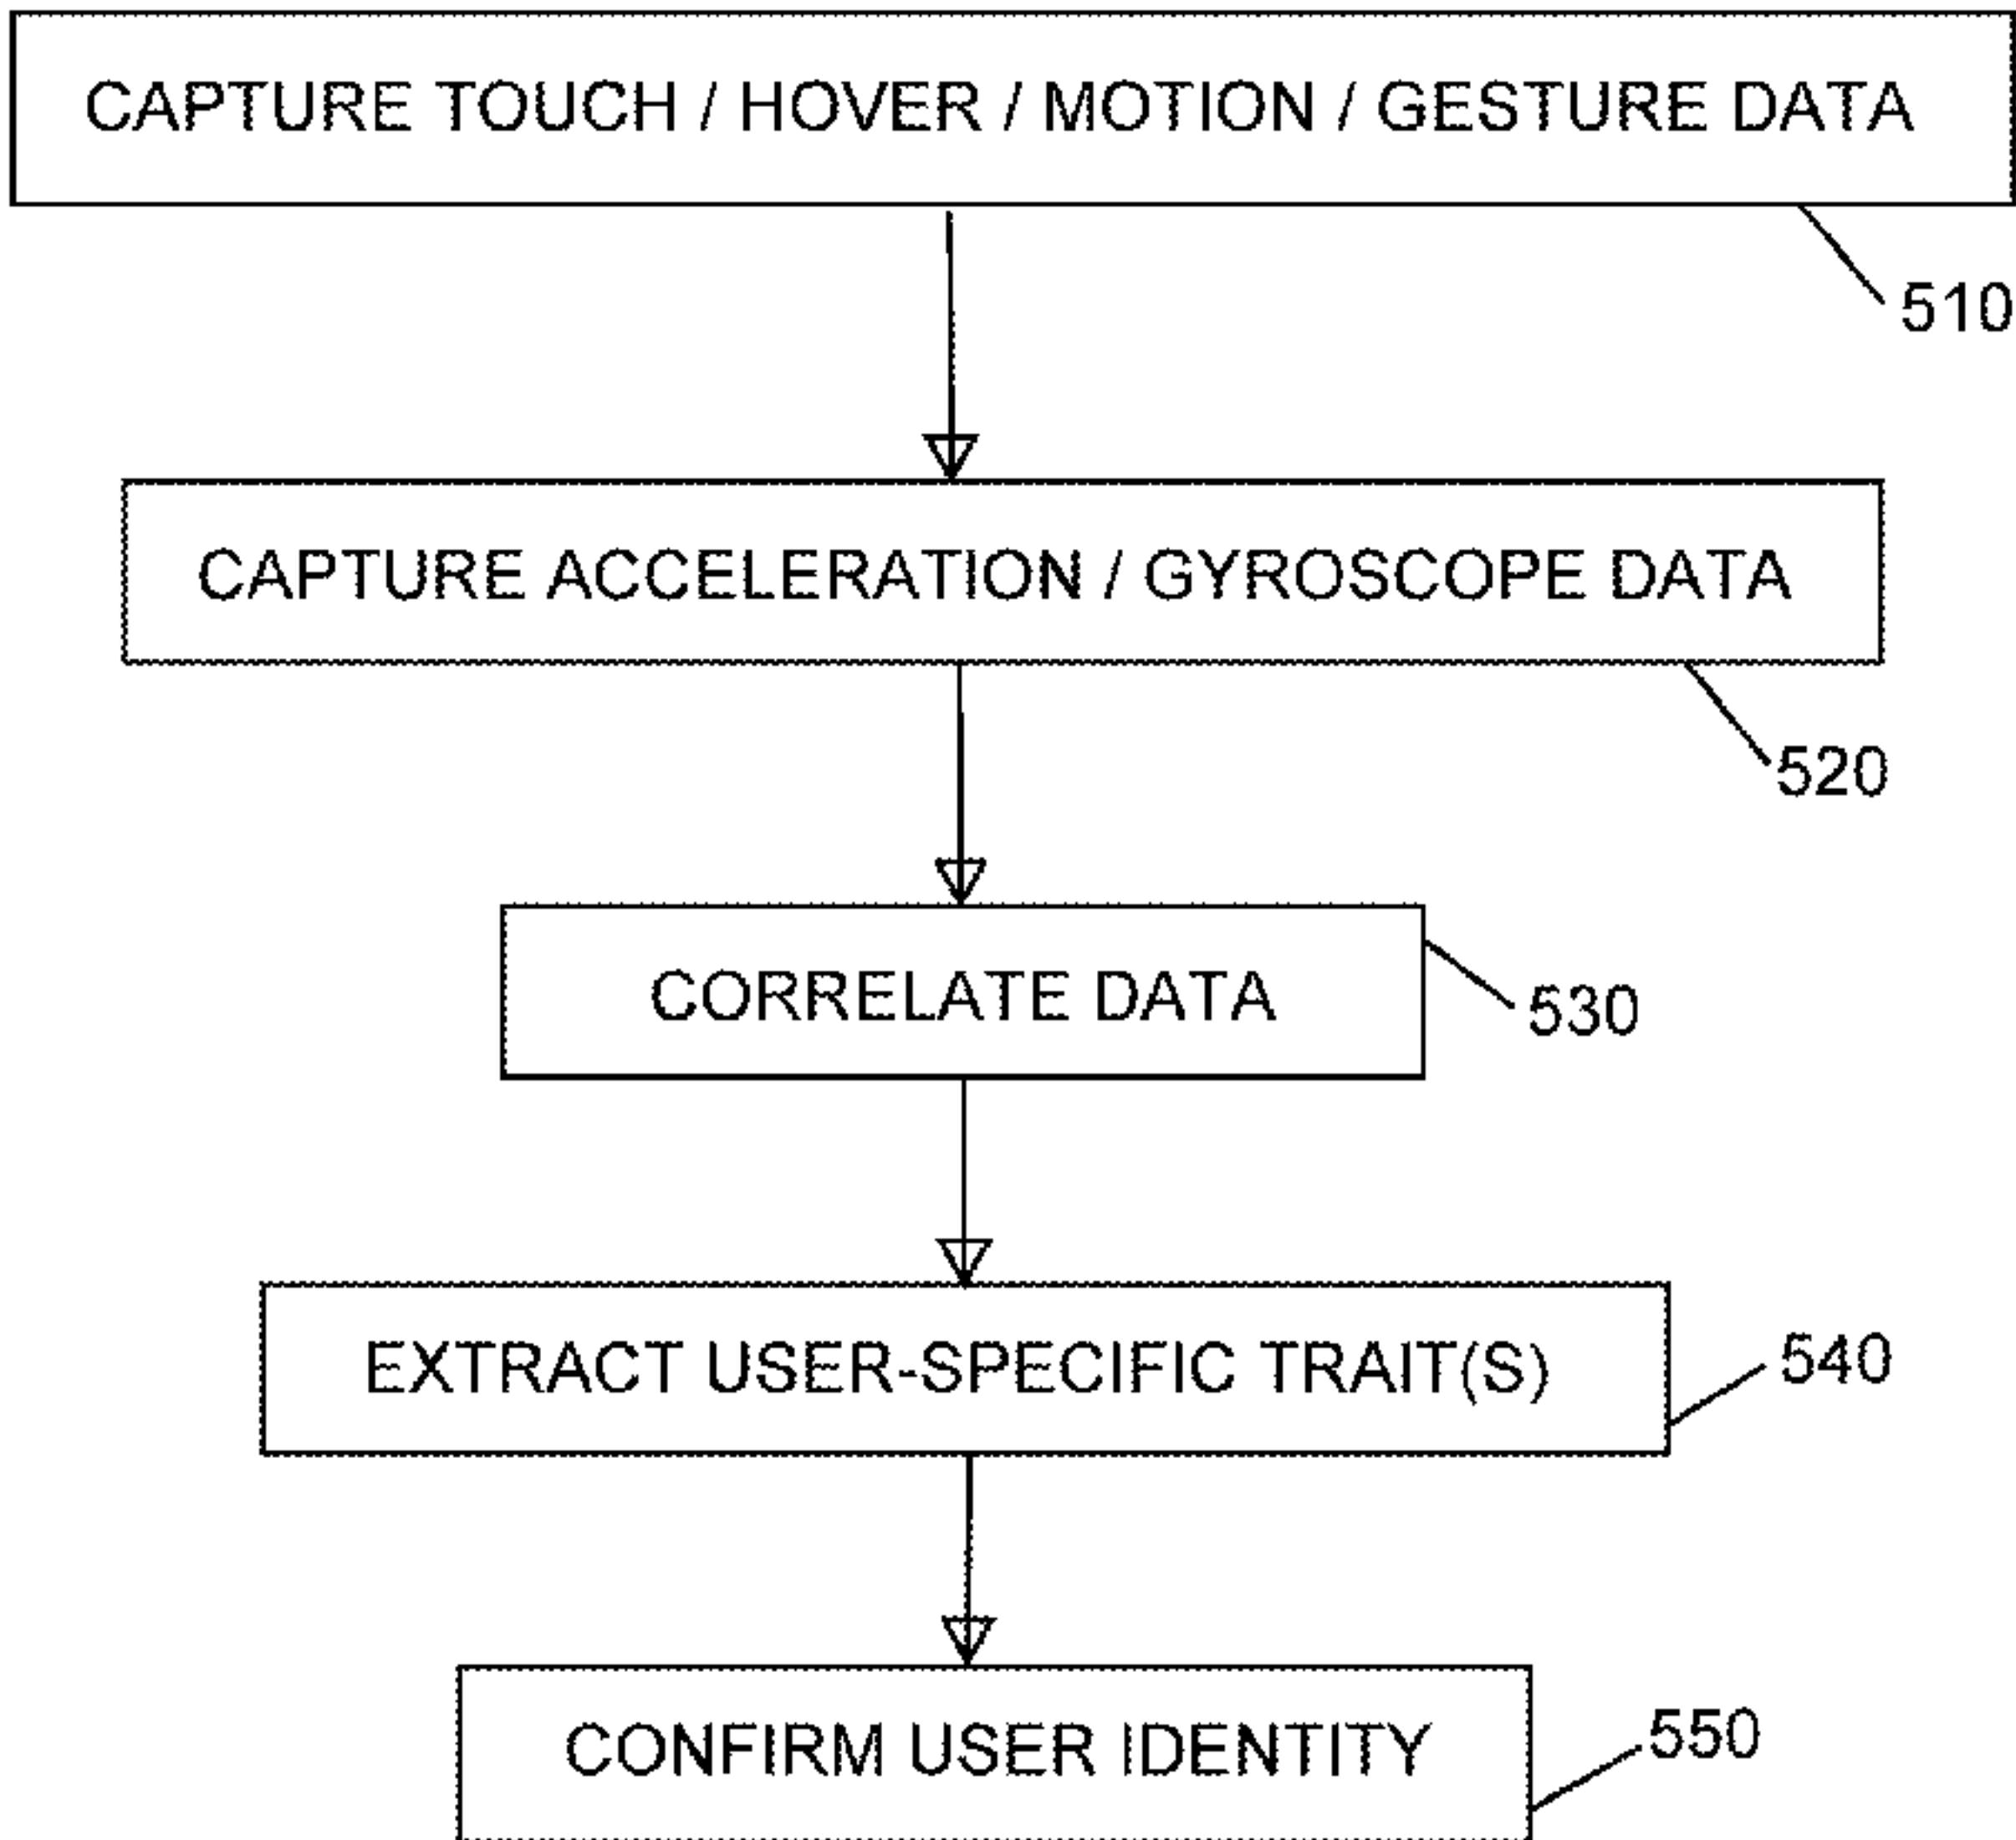 CAPTURE TOUCH / HOVER / MOTION / GESTURE DATA
510
CAPTURE ACCELERATION / GYROSCOPE DATA
520
CORRELATE DATA
530
EXTRACT USER-SPECIFIC TRAIT(S)
540
CONFIRM USER IDENTITY
550